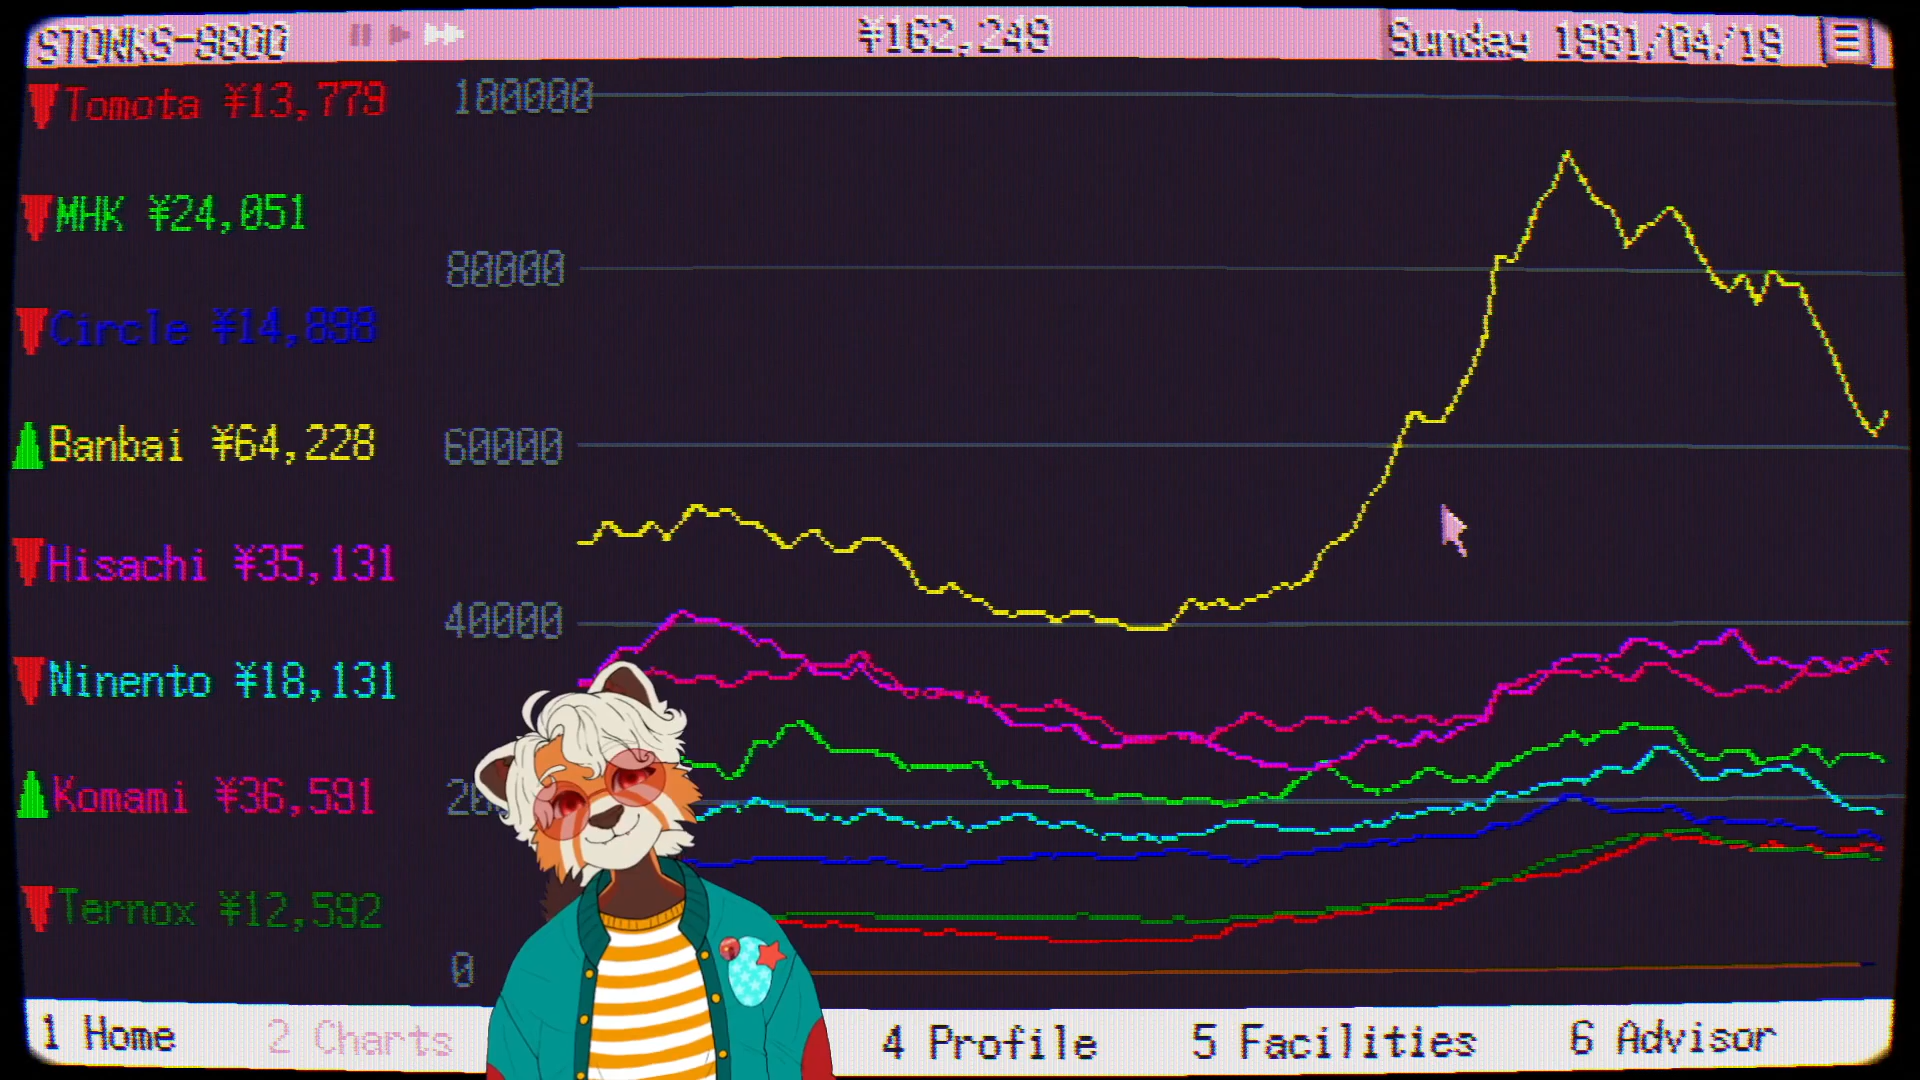 STONKS-9800 ¥162,249 Sunday 1981/04/19
Tomota ¥13,779
100000
MHK ¥24,051
80000
Circle ¥14,898
Banbai ¥64,228
60000
Hisachi ¥35,131
40000
Ninento ¥18,131
Komami ¥36,591
Ternox ¥12,592
0
1 Home 2 Charts 4 Profile 5 Facilities 6 Advisor